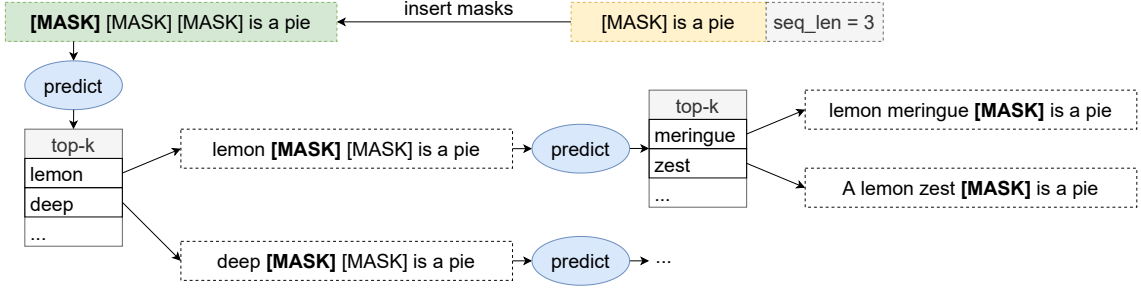 [MASK] [MASK] [MASK] is a pie
insert masks
[MASK] is a pie
seq_len = 3
predict
top-k
lemon
deep
...
lemon [MASK] [MASK] is a pie
predict
top-k
meringue
zest
...
lemon meringue [MASK] is a pie
A lemon zest [MASK] is a pie
deep [MASK] [MASK] is a pie
predict
...